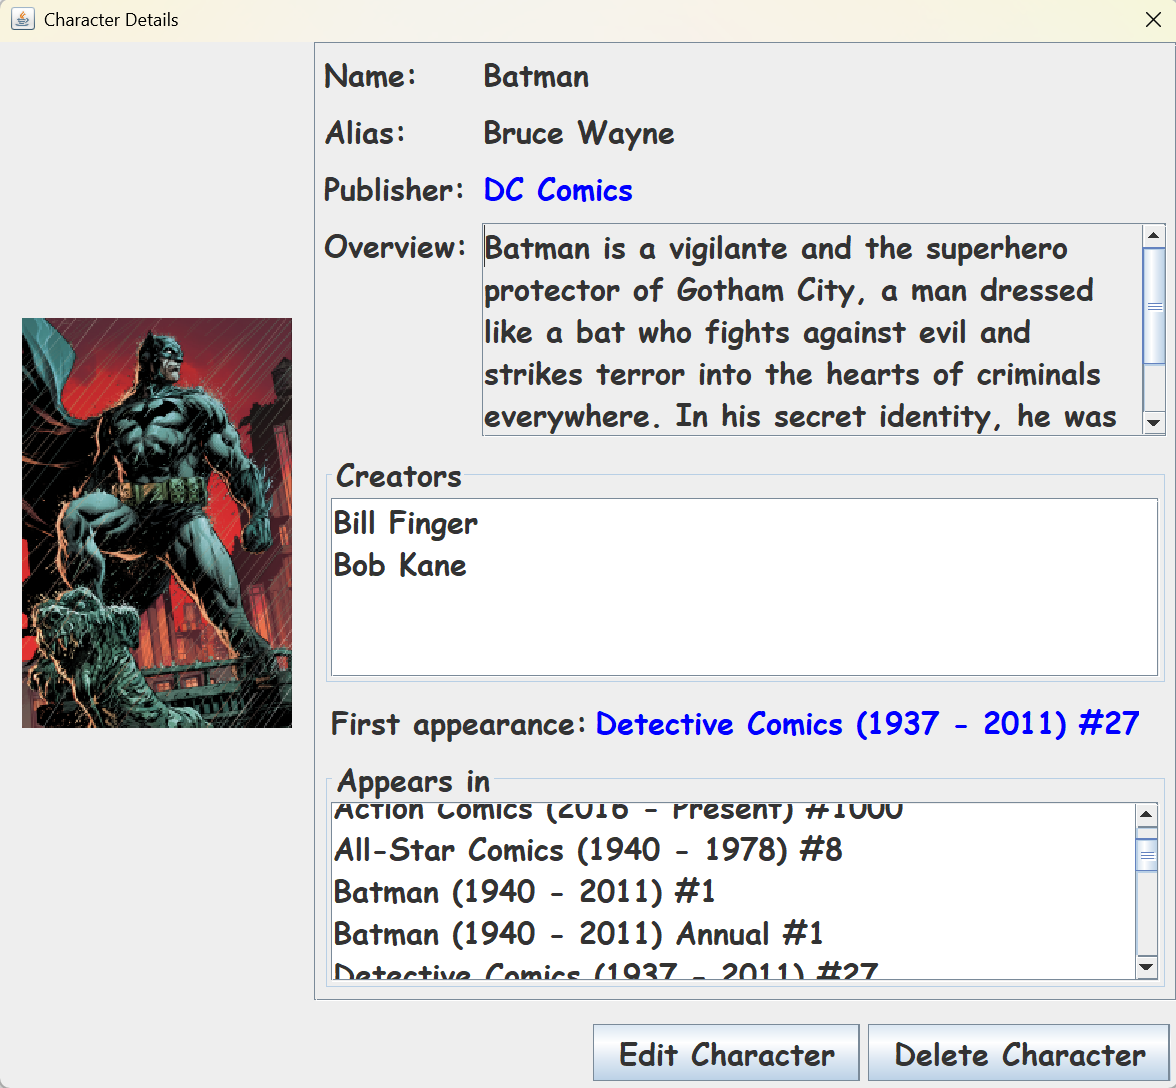 Character Details
Name: Batman
Alias: Bruce Wayne
Publisher: DC Comics
Overview: Batman is a vigilante and the superhero
protector of Gotham City, a man dressed
like a bat who fights against evil and
strikes terror into the hearts of criminals
everywhere. In his secret identity, he was
Creators
Bill Finger
Bob Kane
First appearance: Detective Comics (1937 - 2011) #27
Appears in
Action Comics (2016 - Present) #1000
All-Star Comics (1940 - 1978) #8
Batman (1940 - 2011) #1
Batman (1940 - 2011) Annual #1
Detective Comics (1937 - 2011) #27
Edit Character
Delete Character